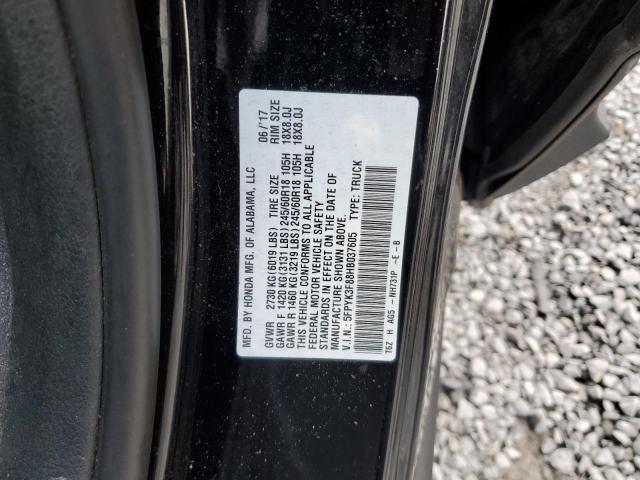 MFD. BY HONDA MFG. OF ALABAMA, LLC 06/'17
GVWR 2730 KG(6019 LBS) TIRE SIZE RIM SIZE
GAWR F 1420 KG(3131 LBS)245/60R18 105H 18X8.0J
GAWR R 1460 KG(3219 LBS)245/60R18 105H 18X8.0J
THIS VEHICLE CONFORMS TO ALL APPLICABLE
FEDERAL MOTOR VEHICLE SAFETY
STANDARDS IN EFFECT ON THE DATE OF
MANUFACTURE SHOWN ABOVE.
V.I.N.: 5FPYK3F88HB037605 TYPE: TRUCK
T6Z H AG5 - NH731P -E-B